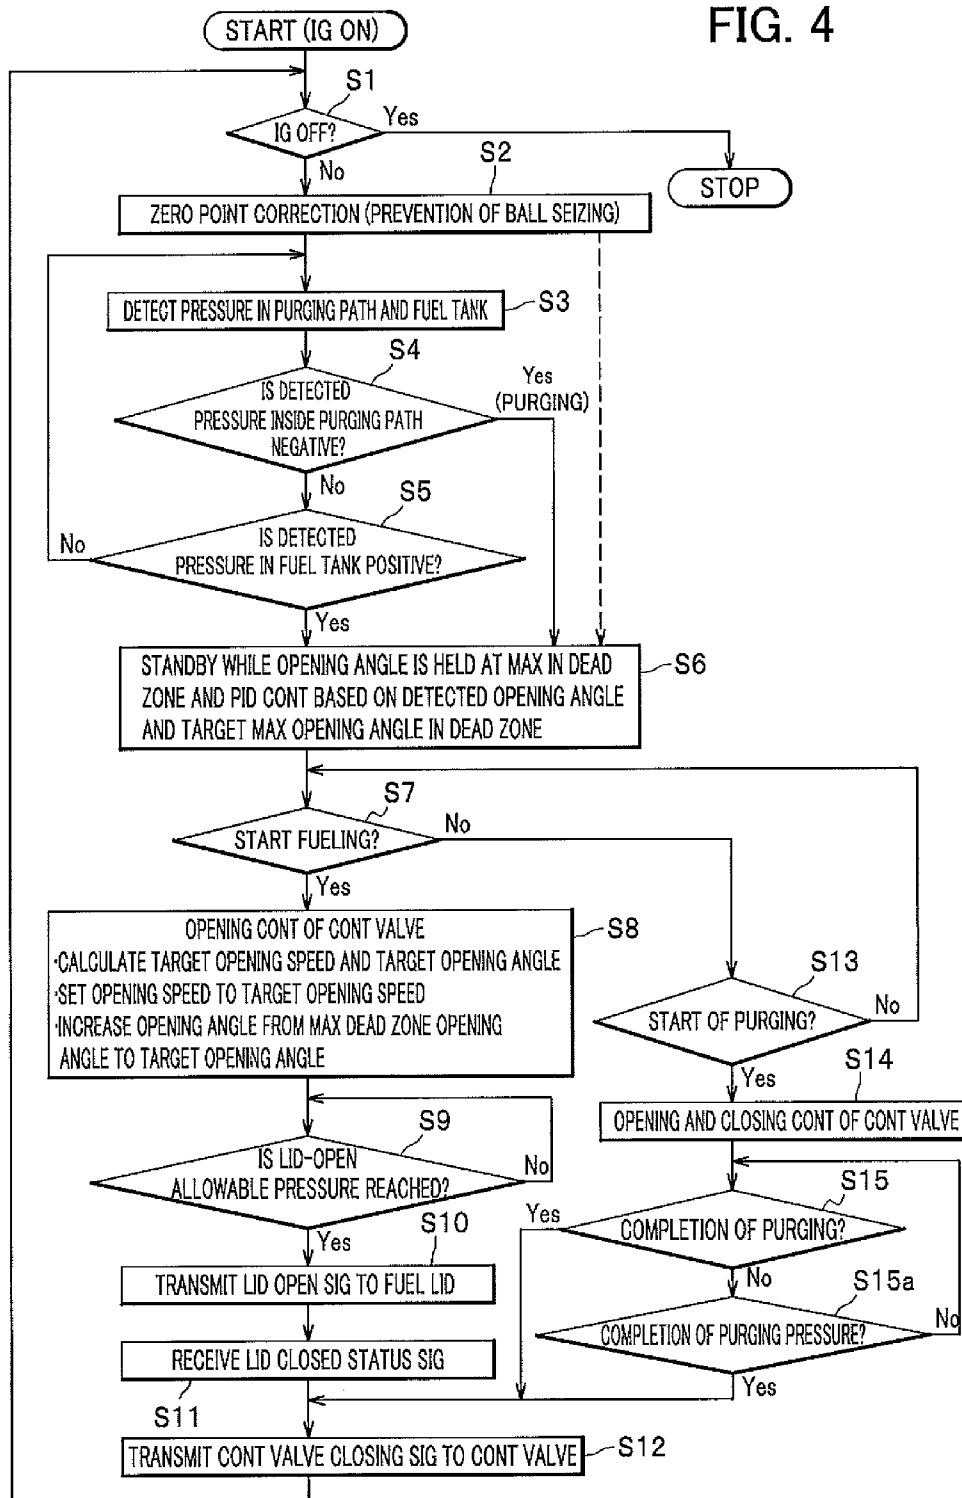 FIG. 4
START (IG ON)
S1
IG OFF?
Yes
No
STOP
S2
ZERO POINT CORRECTION (PREVENTION OF BALL SEIZING)
DETECT PRESSURE IN PURGING PATH AND FUEL TANK
S3
S4
IS DETECTED
PRESSURE INSIDE PURGING PATH
NEGATIVE?
Yes
(PURGING)
No
S5
IS DETECTED
PRESSURE IN FUEL TANK POSITIVE?
No
Yes
STANDBY WHILE OPENING ANGLE IS HELD AT MAX IN DEAD
ZONE AND PID CONT BASED ON DETECTED OPENING ANGLE
AND TARGET MAX OPENING ANGLE IN DEAD ZONE
S6
S7
START FUELING?
No
Yes
OPENING CONT OF CONT VALVE
·CALCULATE TARGET OPENING SPEED AND TARGET OPENING ANGLE
·SET OPENING SPEED TO TARGET OPENING SPEED
·INCREASE OPENING ANGLE FROM MAX DEAD ZONE OPENING
ANGLE TO TARGET OPENING ANGLE
S8
S13
START OF PURGING?
No
Yes
S14
OPENING AND CLOSING CONT OF CONT VALVE
S9
IS LID-OPEN
ALLOWABLE PRESSURE REACHED?
No
Yes
S10
TRANSMIT LID OPEN SIG TO FUEL LID
RECEIVE LID CLOSED STATUS SIG
S11
S15
COMPLETION OF PURGING?
Yes
No
S15a
COMPLETION OF PURGING PRESSURE?
No
Yes
TRANSMIT CONT VALVE CLOSING SIG TO CONT VALVE
S12